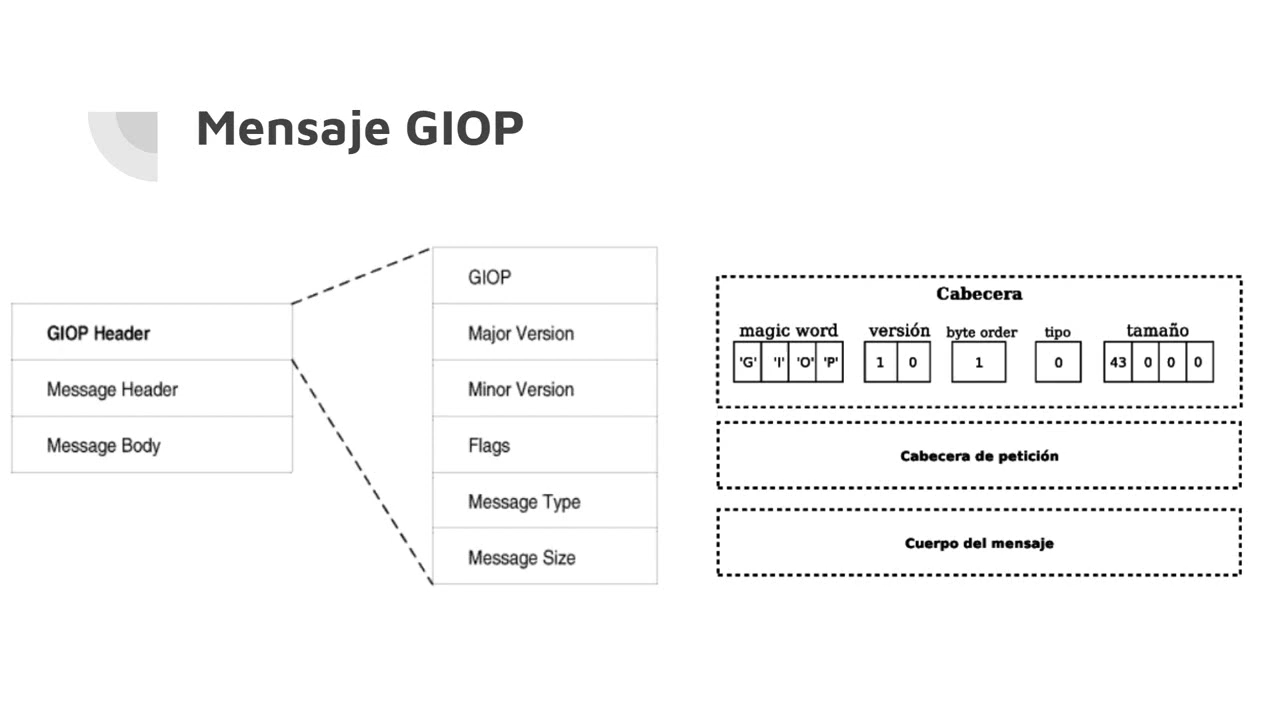 Mensaje GIOP
GIOP Header
Message Header
Message Body
GIOP
Major Version
Minor Version
Flags
Message Type
Message Size
Cabecera
magic word versión byte order tipo tamaño
'G' 'I' 'O' 'P' 1 0 1 0 43 0 0 0
Cabecera de petición
Cuerpo del mensaje